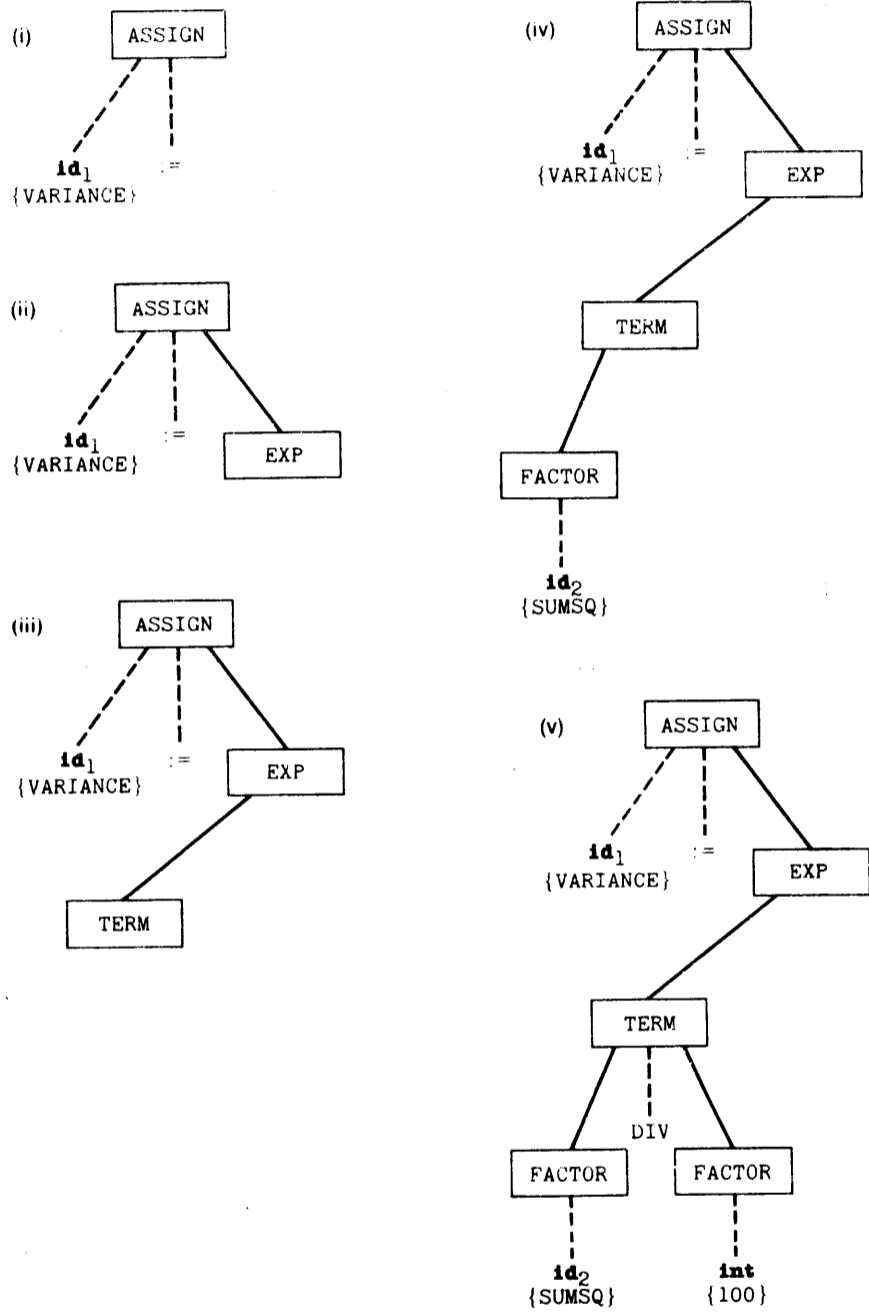 (i)
ASSIGN
id1 :=
{VARIANCE}
(ii)
ASSIGN
id1 :=
{VARIANCE} EXP
(iii)
ASSIGN
id1 :=
{VARIANCE} EXP
TERM
(iv)
ASSIGN
id1 :=
{VARIANCE} EXP
TERM
FACTOR
id2
{SUMSQ}
(v)
ASSIGN
id1 :=
{VARIANCE} EXP
TERM
DIV
FACTOR FACTOR
id2 int
{SUMSQ} {100}